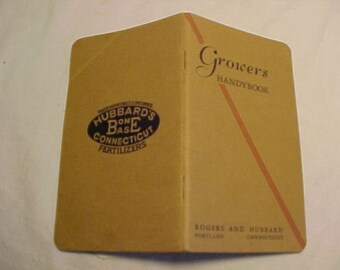 HUBBARD'S
BONE
BASE
CONNECTICUT
FERTILIZERS
Growers
HANDYBOOK
ROGERS AND HUBBARD
PORTLAND CONNECTICUT